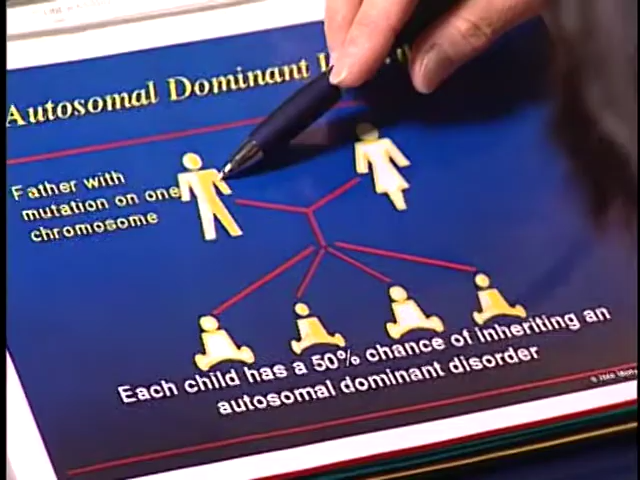 Autosomal Dominant
Father with
mutation on one
chromosome
Each child has a 50% chance of inheriting an
autosomal dominant disorder